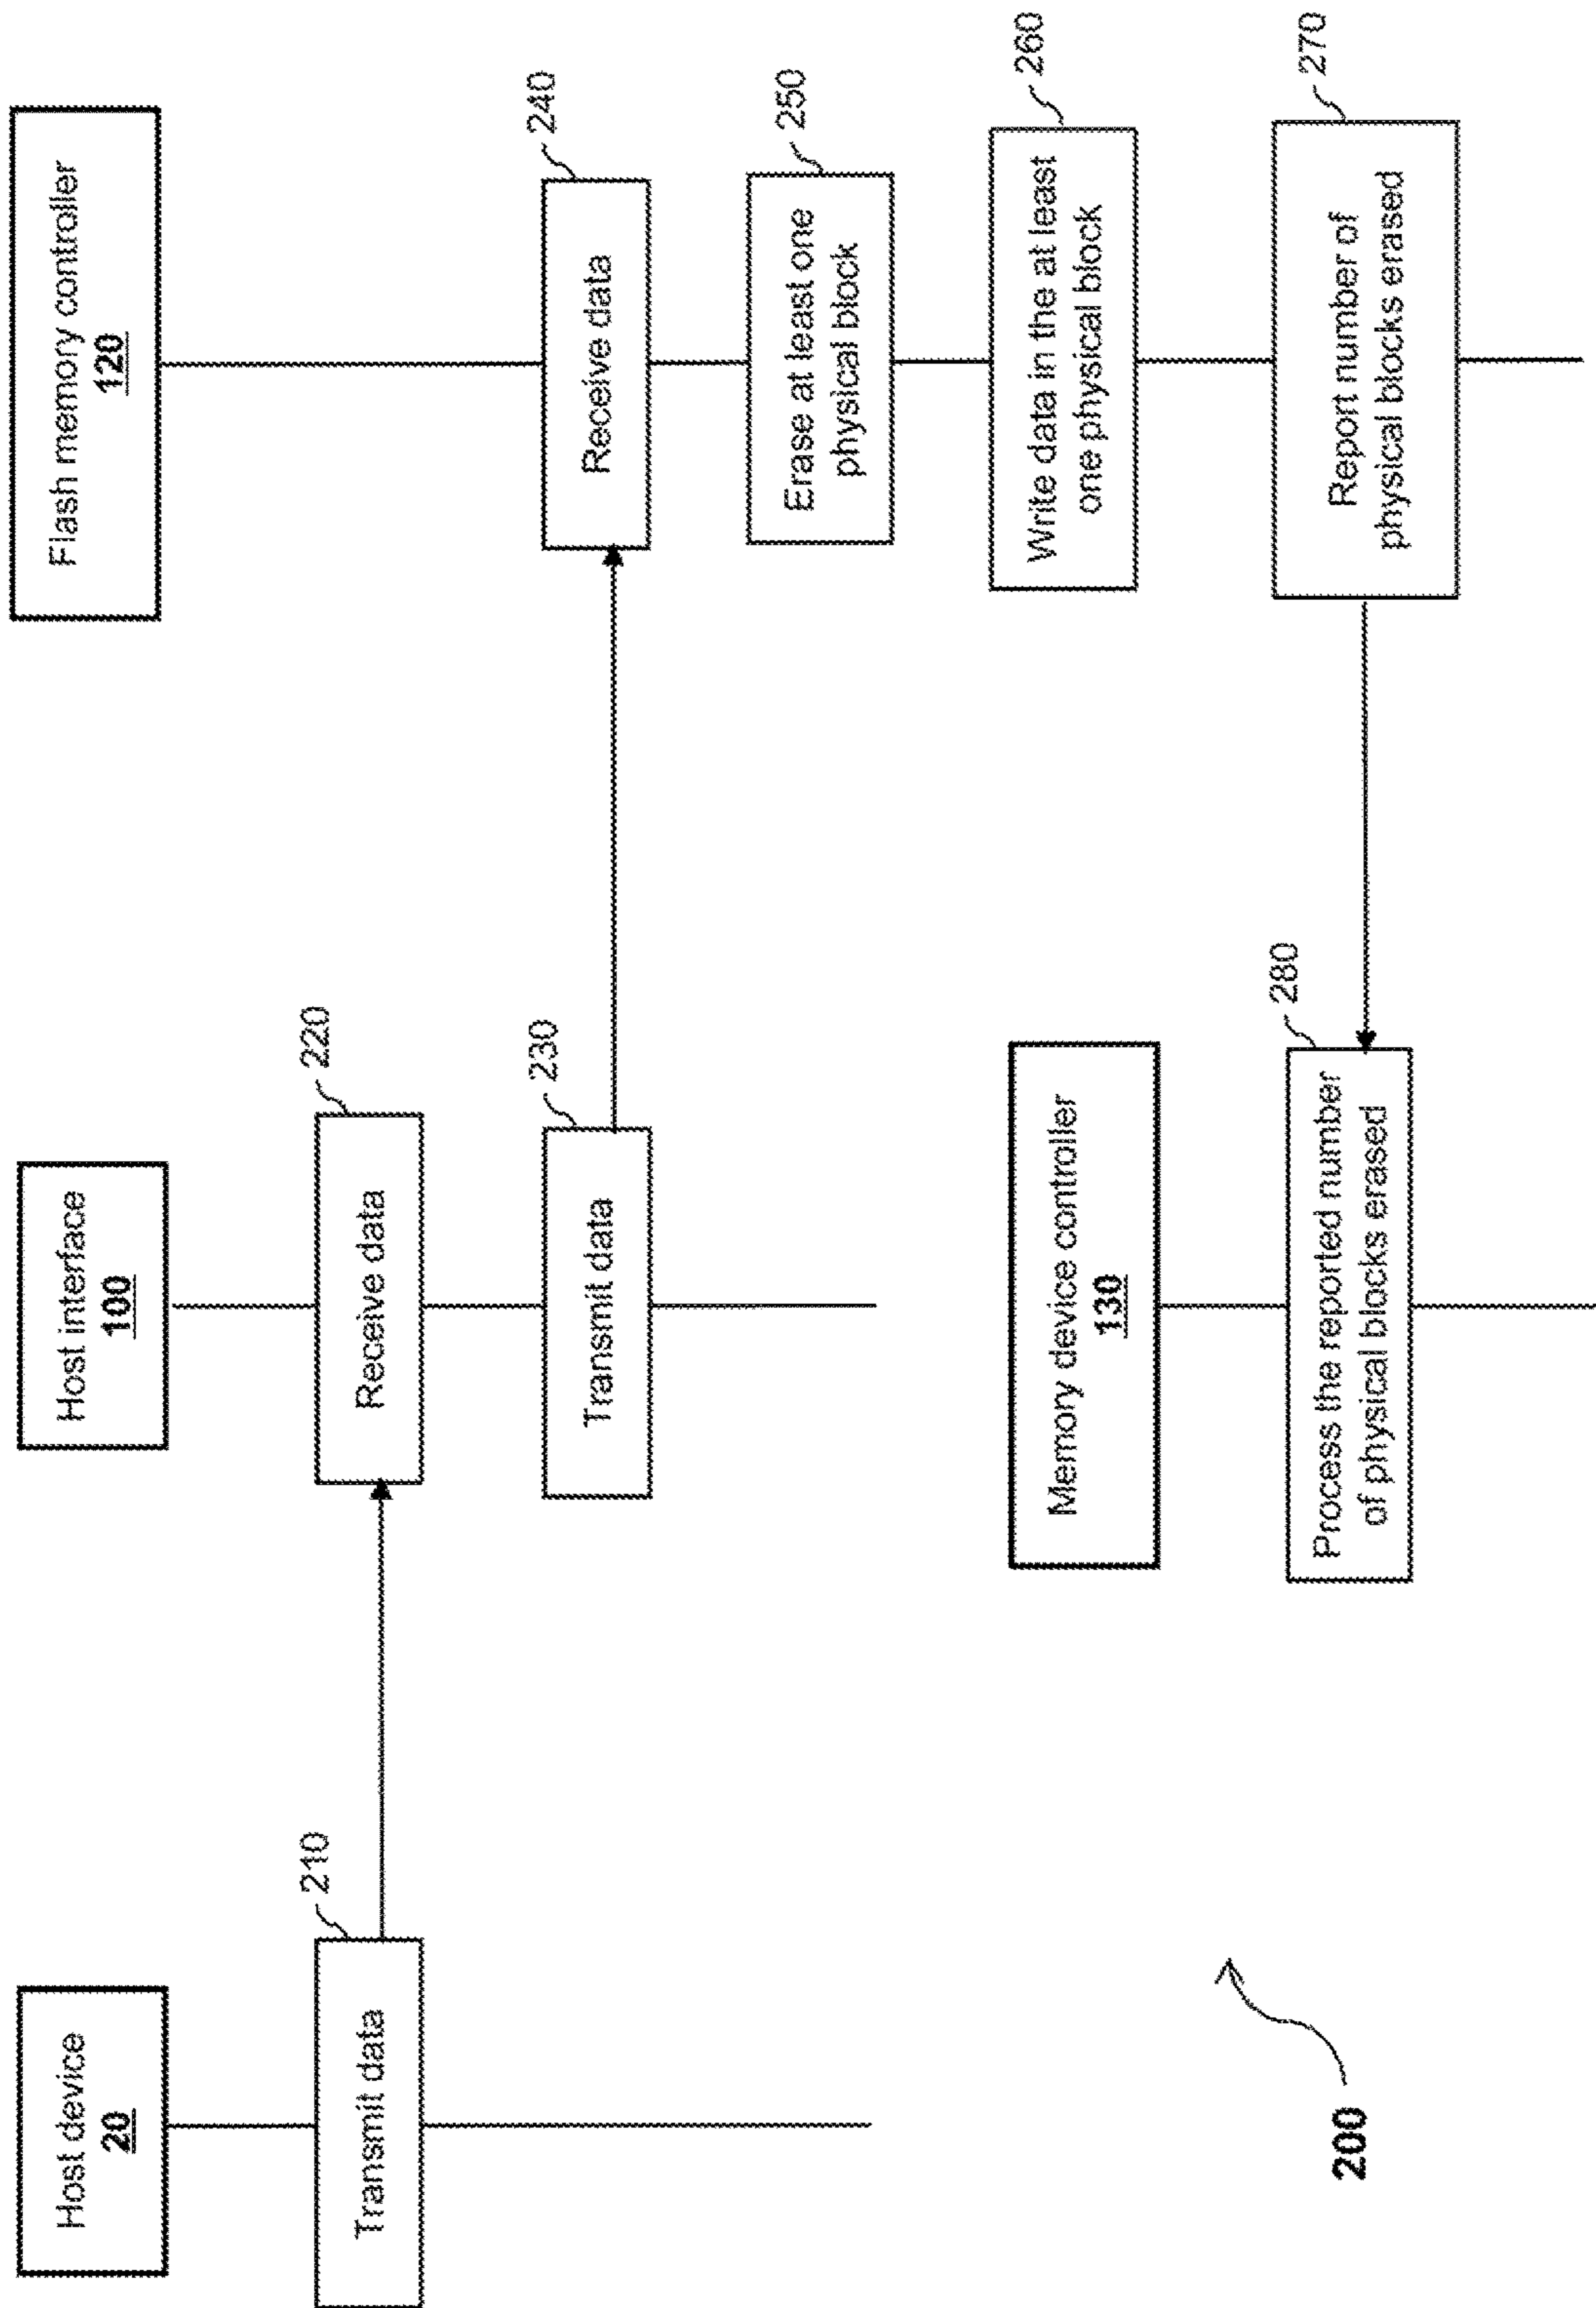 Host device
20
Host interface
100
Flash memory controller
120
210
Transmit data
220
Receive data
230
Transmit data
240
Receive data
250
Erase at least one
physical block
260
Write data in the at least
one physical block
270
Report number of
physical blocks erased
Memory device controller
130
280
Process the reported number
of physical blocks erased
200